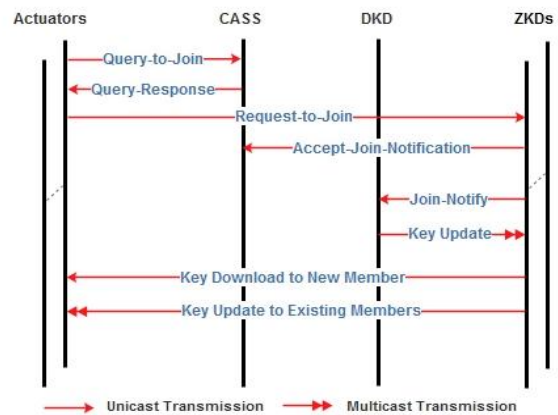 Actuators CASS DKD ZKDs
Query-to-Join
Query-Response
Request-to-Join
Accept-Join-Notification
Join-Notify
Key Update
Key Download to New Member
Key Update to Existing Members
Unicast Transmission Multicast Transmission